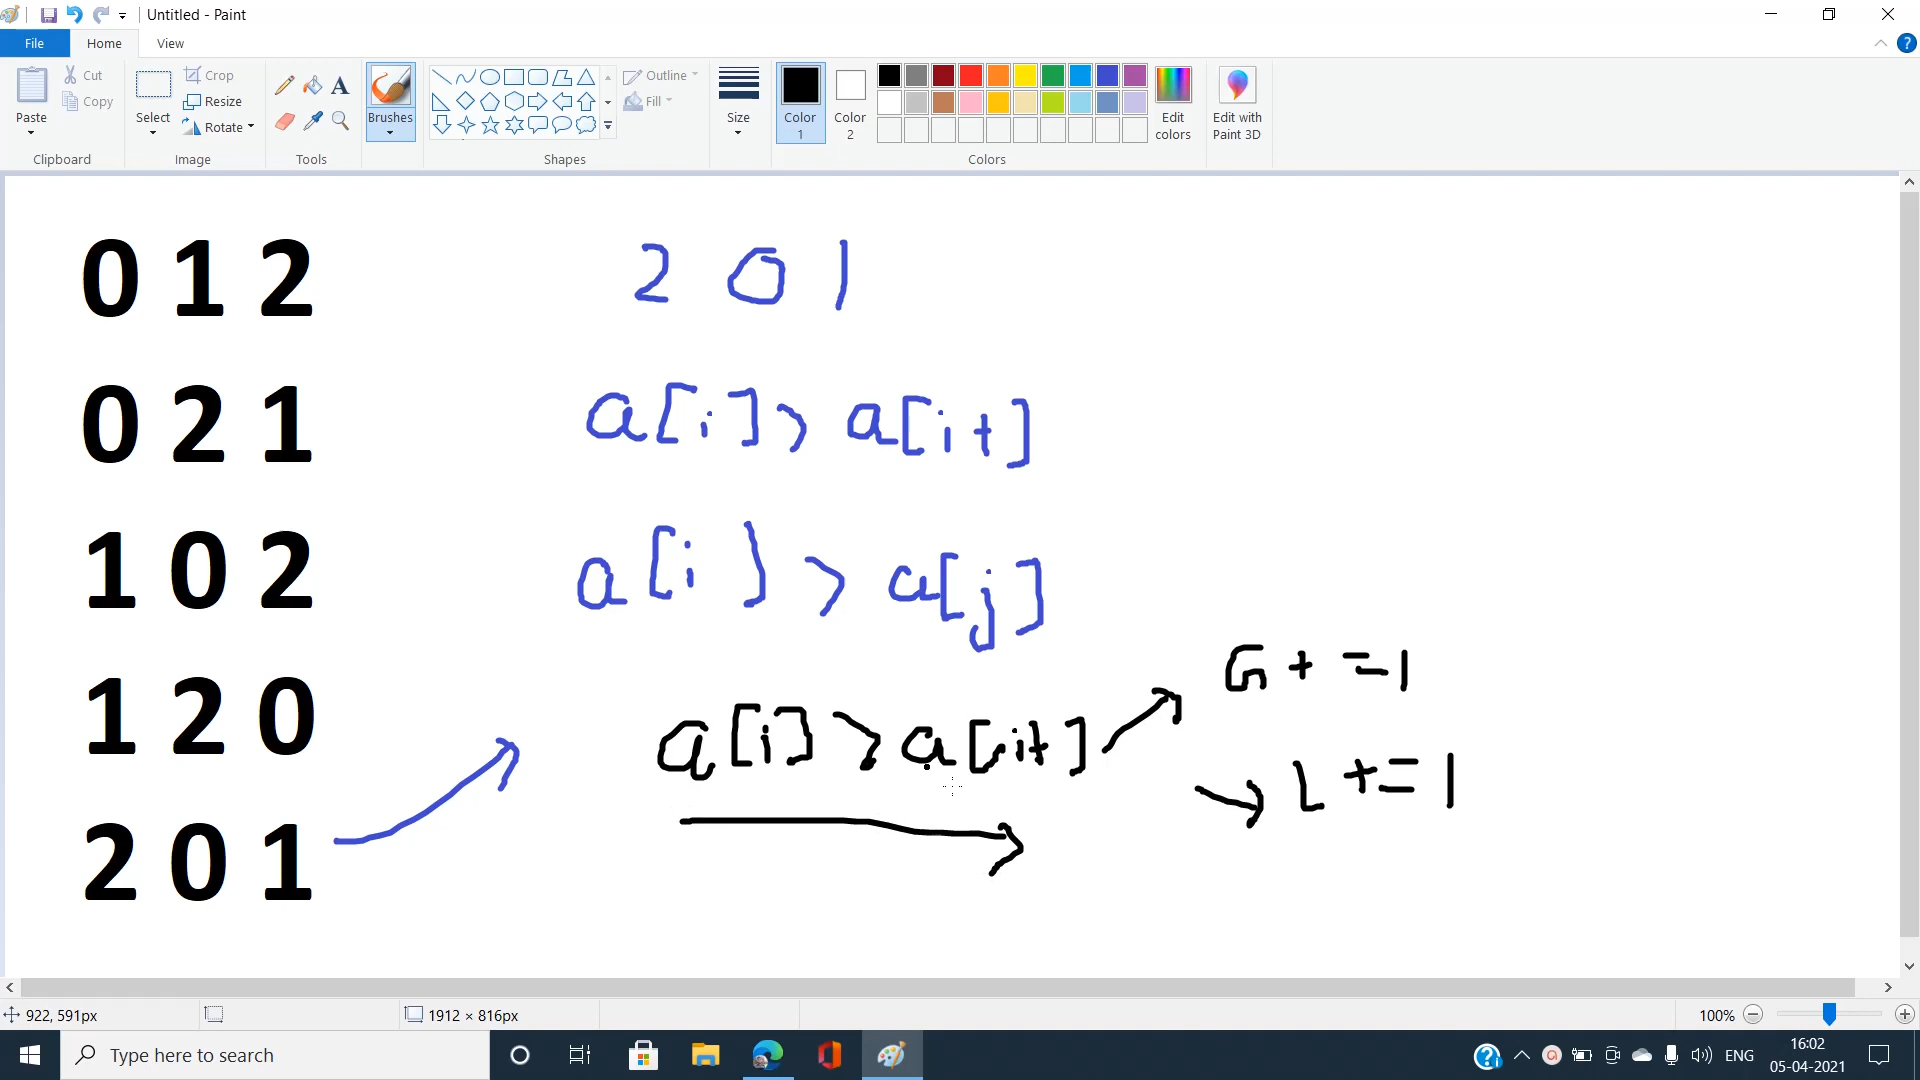 Untitled - Paint
File Home View
Paste
Cut
Copy
Clipboard
Select
Crop
Resize
Rotate
Image
Tools
Brushes
Shapes
Outline
Fill
Size
Color 1
Color 2
Colors
Edit colors
Edit with Paint 3D
0 1 2
0 2 1
1 0 2
1 2 0
2 0 1
2 0 1
a[i]>a[i+]
a[i]>a[j]
a[i]>a[i+]
G+=1
L+=1
922, 591px
1912 × 816px
100%
Type here to search
ENG
16:02
05-04-2021